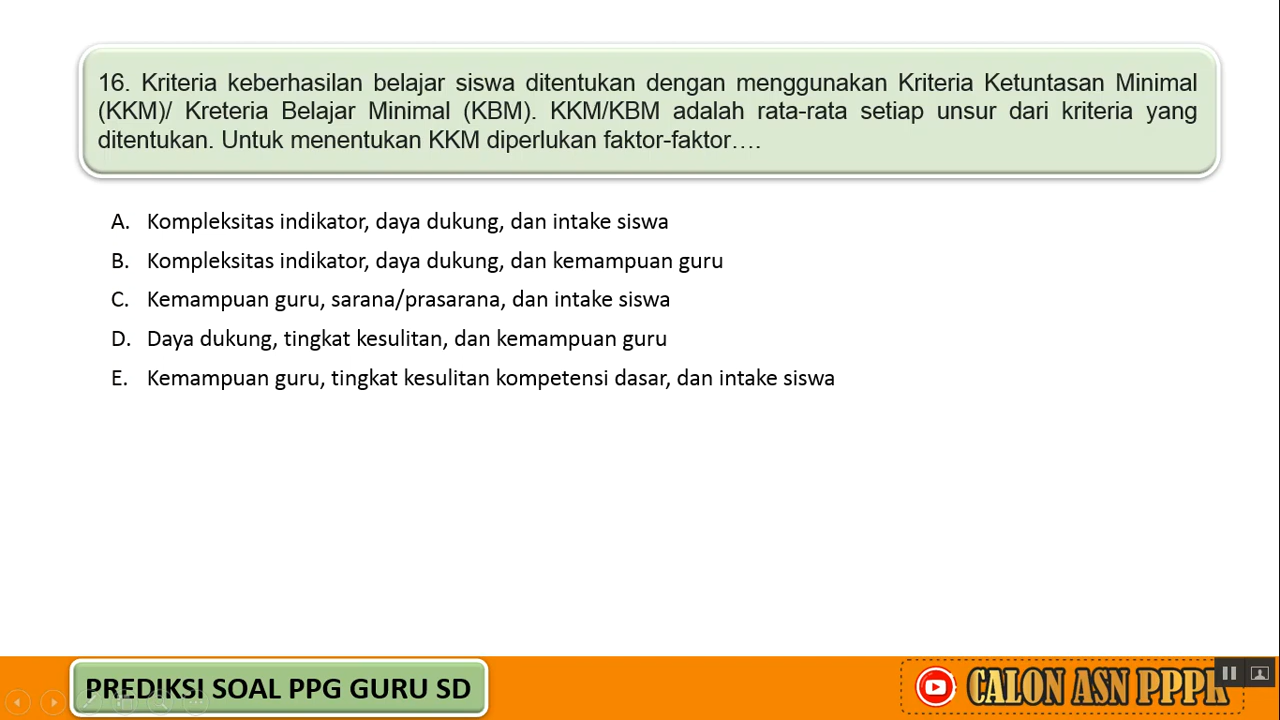 16. Kriteria keberhasilan belajar siswa ditentukan dengan menggunakan Kriteria Ketuntasan Minimal
(KKM)/ Kreteria Belajar Minimal (KBM). KKM/KBM adalah rata-rata setiap unsur dari kriteria yang
ditentukan. Untuk menentukan KKM diperlukan faktor-faktor….
A. Kompleksitas indikator, daya dukung, dan intake siswa
B. Kompleksitas indikator, daya dukung, dan kemampuan guru
C. Kemampuan guru, sarana/prasarana, dan intake siswa
D. Daya dukung, tingkat kesulitan, dan kemampuan guru
E. Kemampuan guru, tingkat kesulitan kompetensi dasar, dan intake siswa
PREDIKSI SOAL PPG GURU SD
CALON ASN PPPK